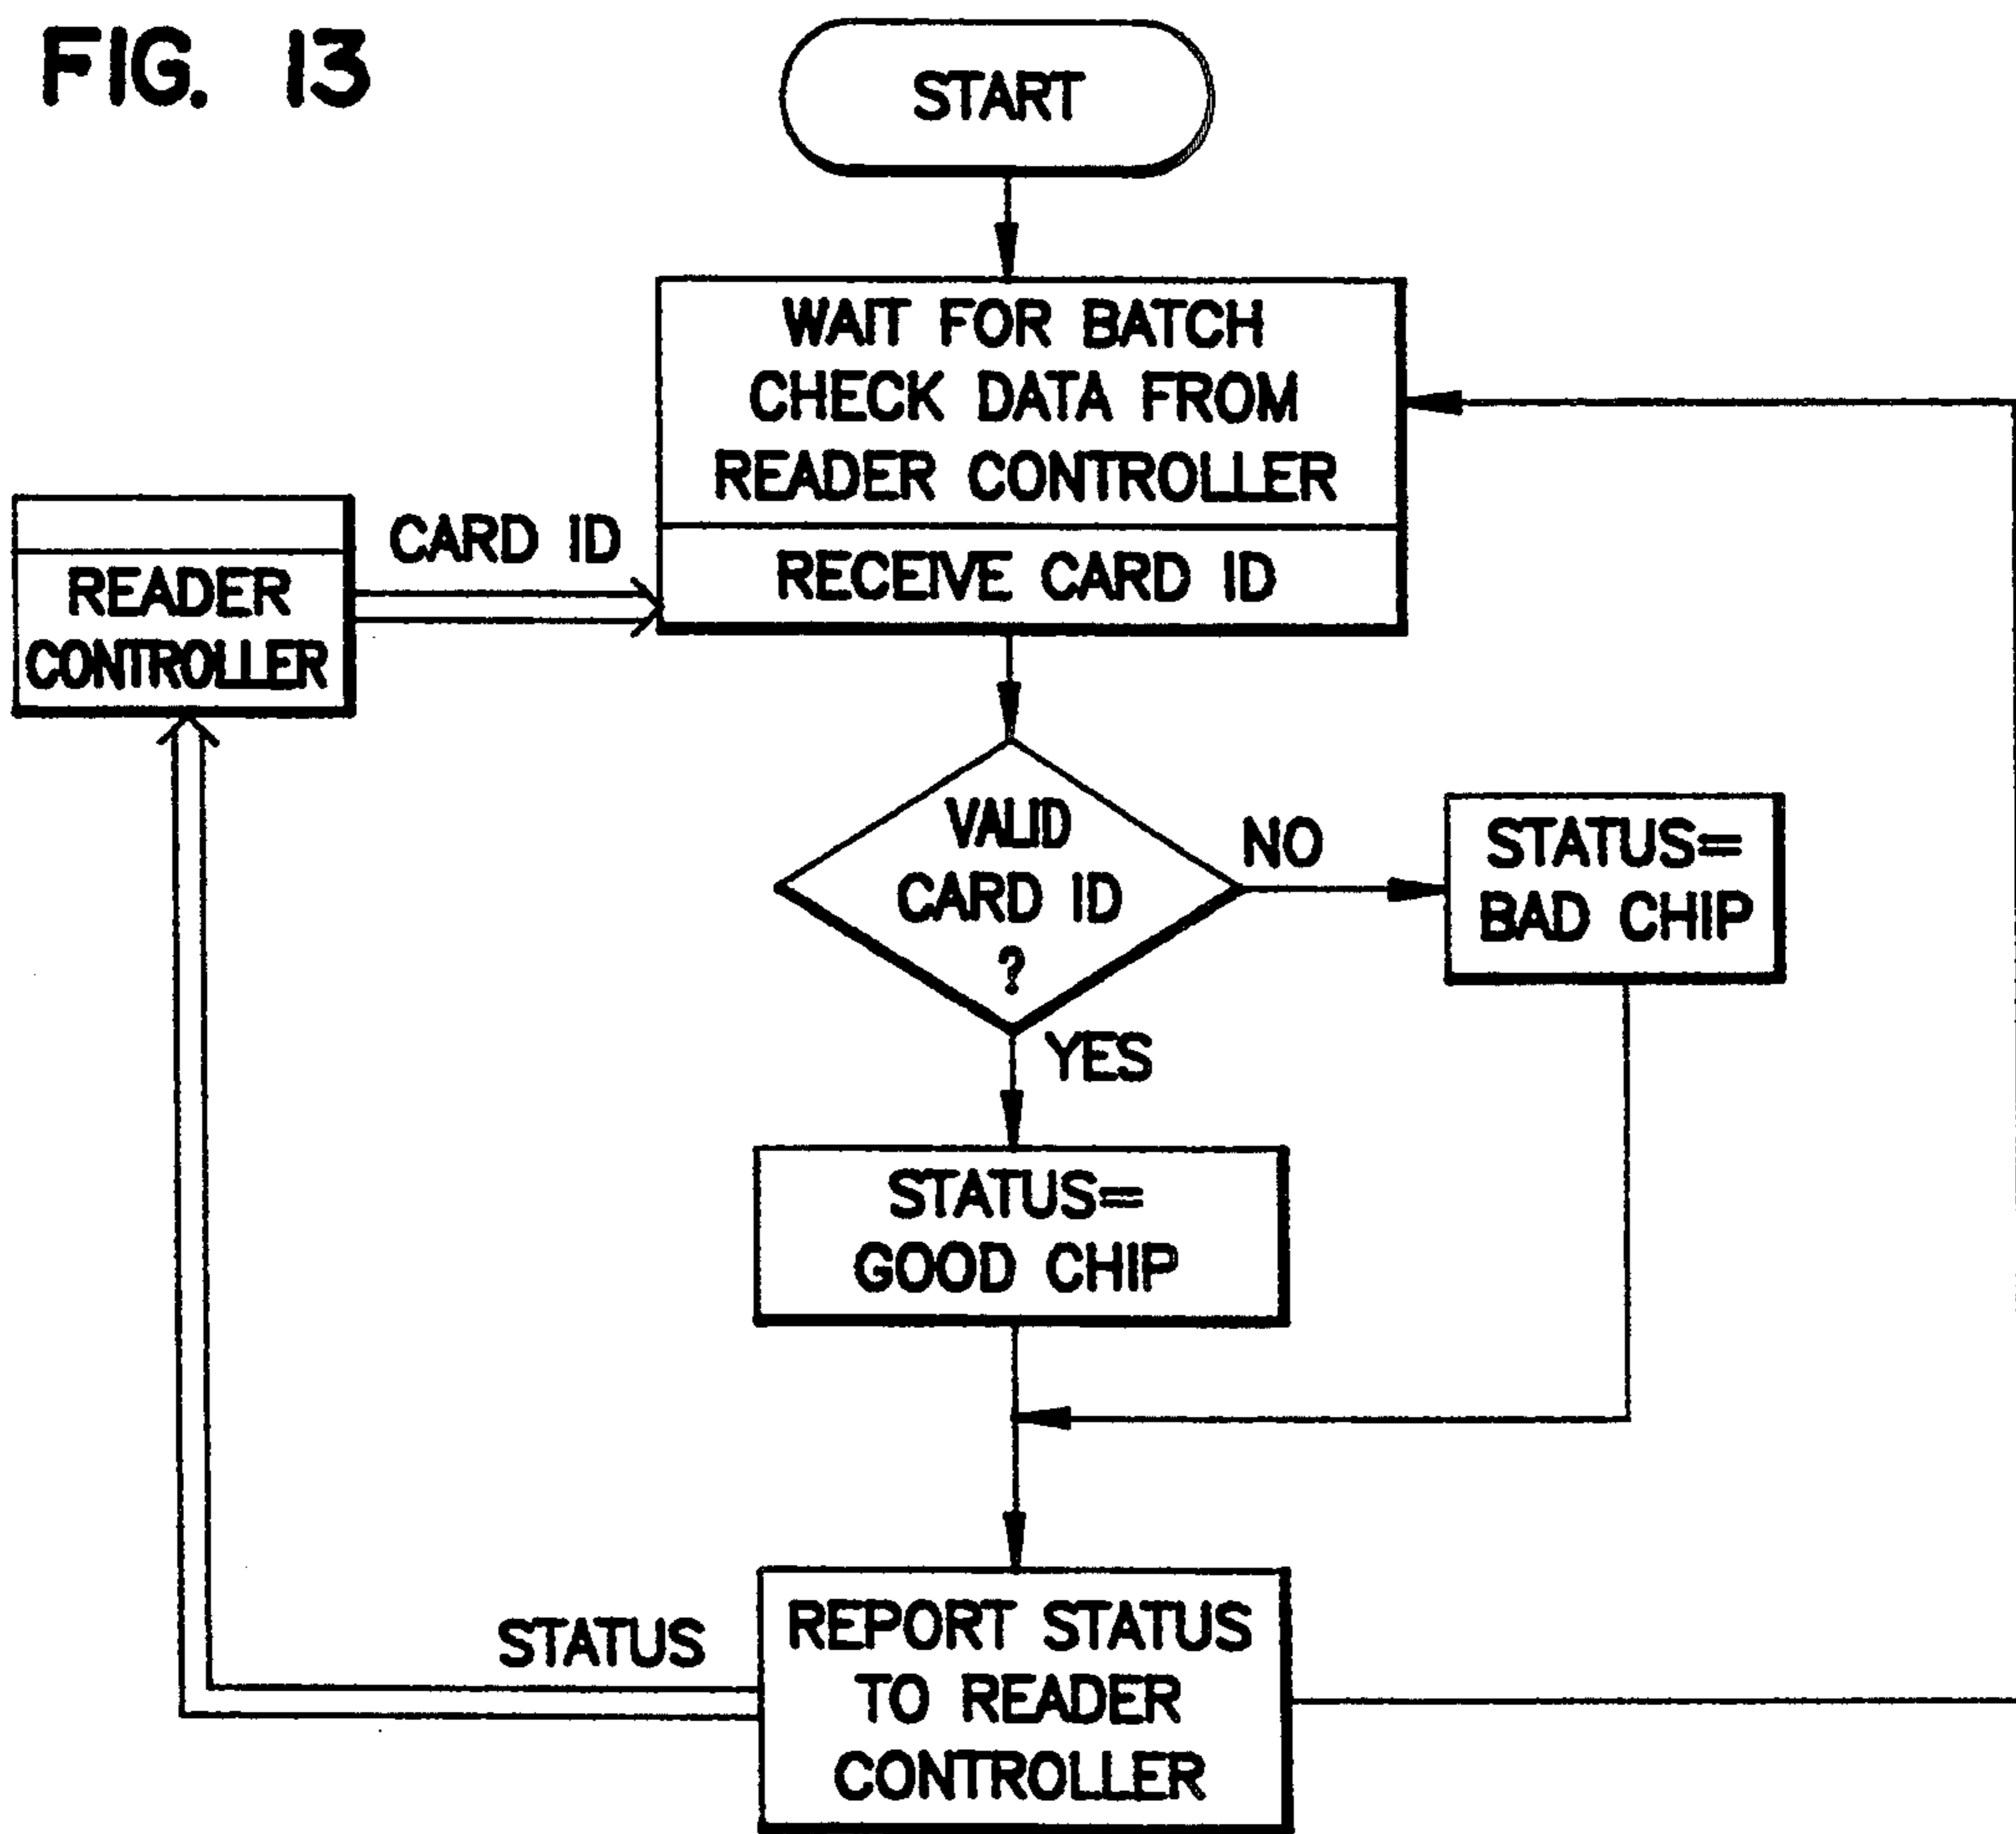 FIG. 13
START
WAIT FOR BATCH
CHECK DATA FROM
READER CONTROLLER
RECEIVE CARD ID
CARD ID
READER
CONTROLLER
VALID
CARD ID
?
NO
STATUS=
BAD CHIP
YES
STATUS=
GOOD CHIP
STATUS
REPORT STATUS
TO READER
CONTROLLER